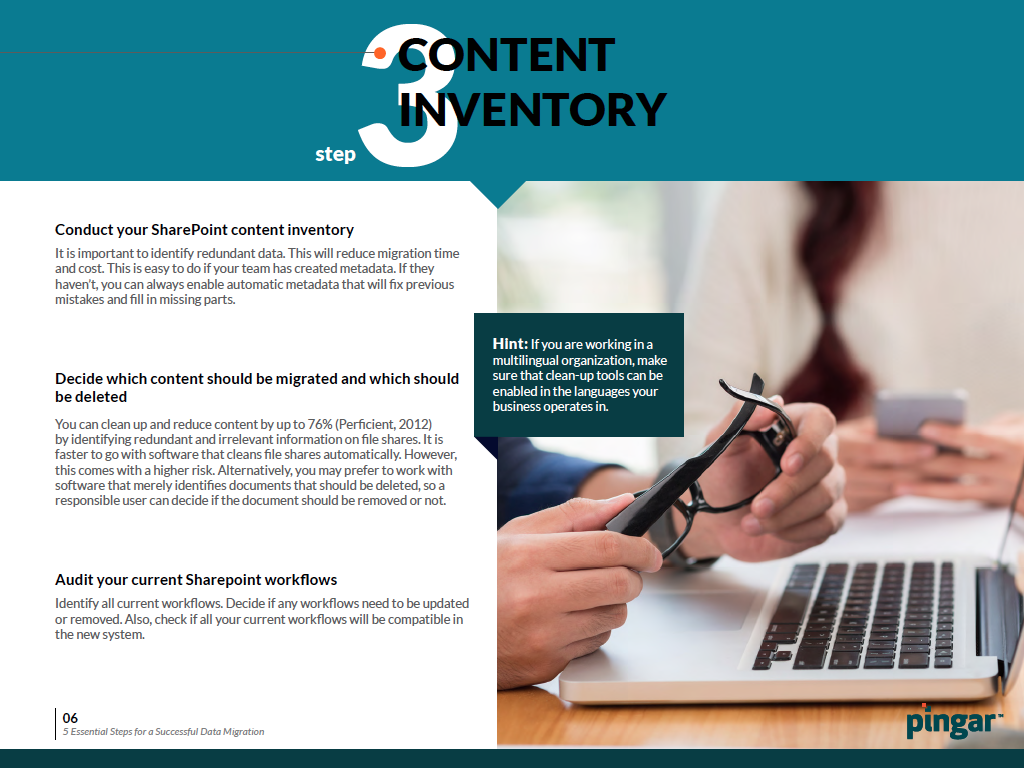 3
CONTENT
INVENTORY
step
Conduct your SharePoint content inventory
It is important to identify redundant data. This will reduce migration time
and cost. This is easy to do if your team has created metadata. If they
haven't, you can always enable automatic metadata that will fix previous
mistakes and fill in missing parts.
Decide which content should be migrated and which should
be deleted
You can clean up and reduce content by up to 76% (Perficient, 2012)
by identifying redundant and irrelevant information on file shares. It is
faster to go with software that cleans file shares automatically. However,
this comes with a higher risk. Alternatively, you may prefer to work with
software that merely identifies documents that should be deleted, so a
responsible user can decide if the document should be removed or not.
Audit your current Sharepoint workflows
Identify all current workflows. Decide if any workflows need to be updated
or removed. Also, check if all your current workflows will be compatible in
the new system.
Hint: If you are working in a
multilingual organization, make
sure that clean-up tools can be
enabled in the languages your
business operates in.
06
5 Essential Steps for a Successful Data Migration
pingar™